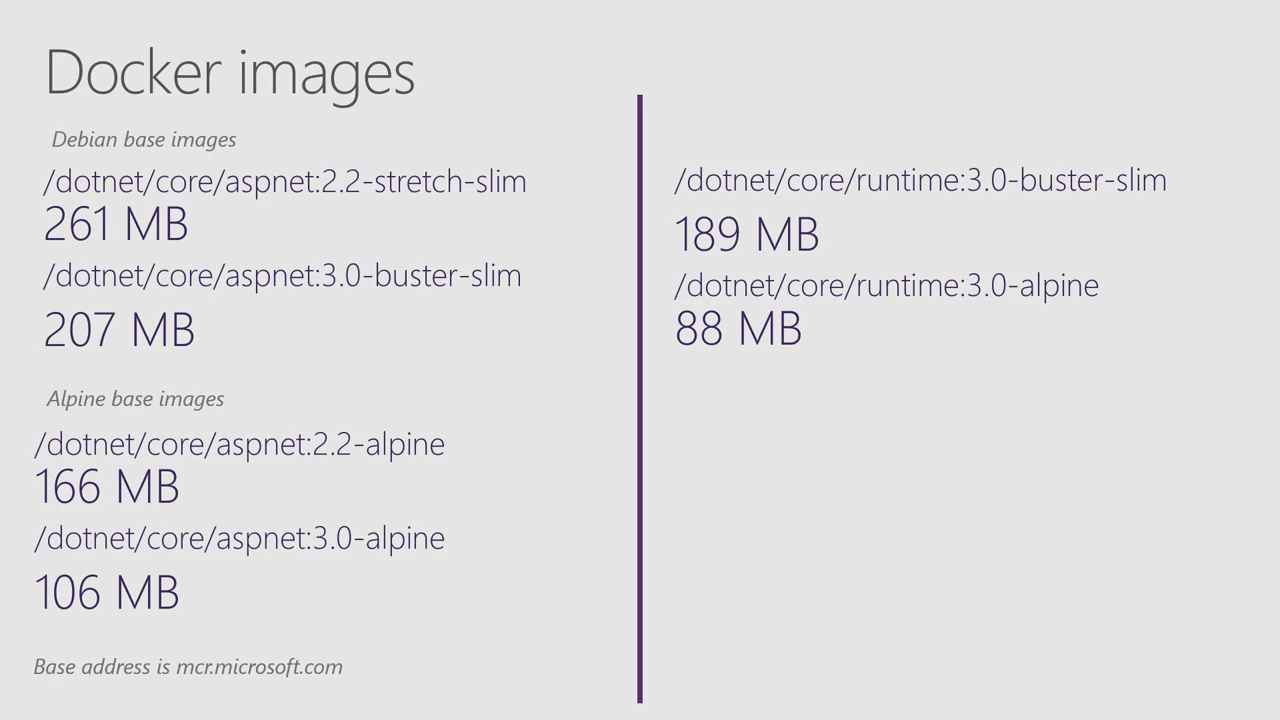 Docker images
Debian base images
/dotnet/core/aspnet:2.2-stretch-slim
261 MB
/dotnet/core/aspnet:3.0-buster-slim
207 MB
Alpine base images
/dotnet/core/aspnet:2.2-alpine
166 MB
/dotnet/core/aspnet:3.0-alpine
106 MB
Base address is mcr.microsoft.com
/dotnet/core/runtime:3.0-buster-slim
189 MB
/dotnet/core/runtime:3.0-alpine
88 MB